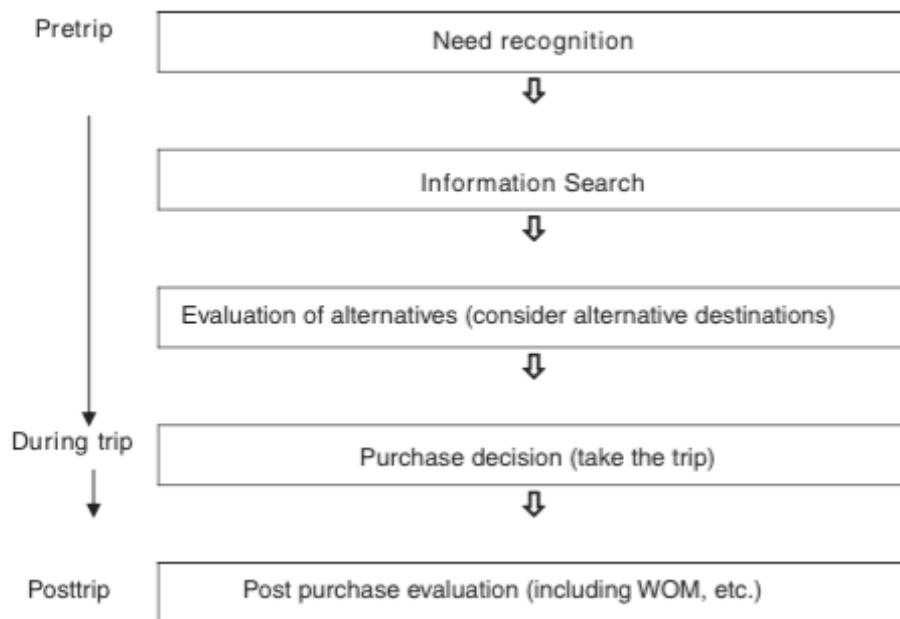 Pretrip
Need recognition
Information Search
Evaluation of alternatives (consider alternative destinations)
During trip
Purchase decision (take the trip)
Posttrip
Post purchase evaluation (including WOM, etc.)